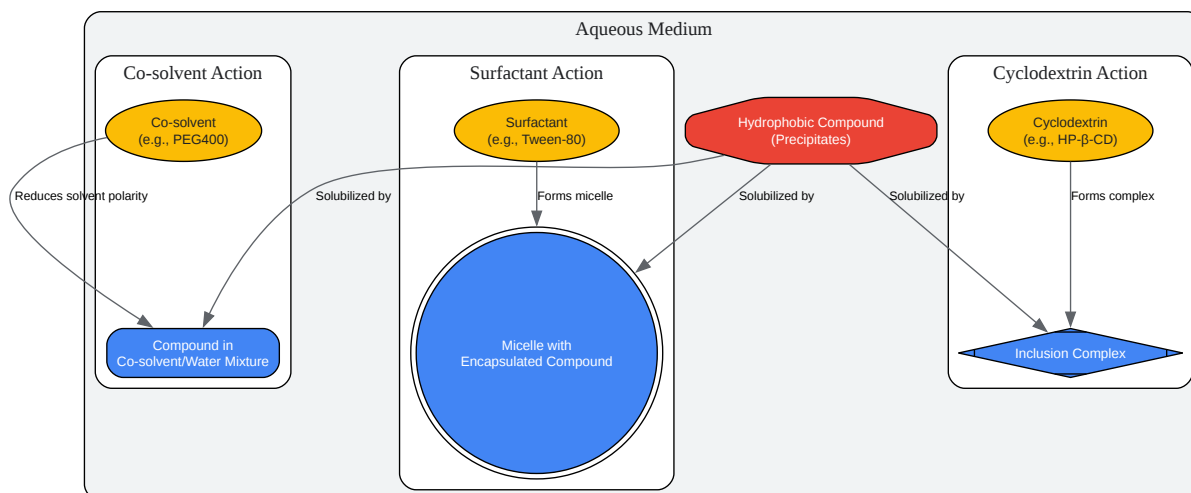 Aqueous Medium
Co-solvent Action
Surfactant Action
Cyclodextrin Action
Co-solvent
(e.g., PEG400)
Surfactant
(e.g., Tween-80)
Hydrophobic Compound
(Precipitates)
Cyclodextrin
(e.g., HP-β-CD)
Reduces solvent polarity
Solubilized by
Forms micelle
Solubilized by
Solubilized by
Forms complex
Compound in
Co-solvent/Water Mixture
Micelle with
Encapsulated Compound
Inclusion Complex